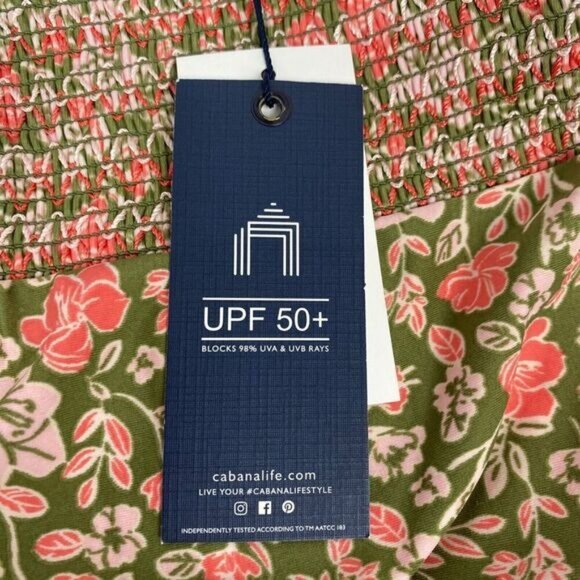 UPF 50+
BLOCKS 98% UVA & UVB RAYS
cabanalife.com
LIVE YOUR #CABANALIFESTYLE
INDEPENDENTLY TESTED ACCORDING TO TM AATCC 183